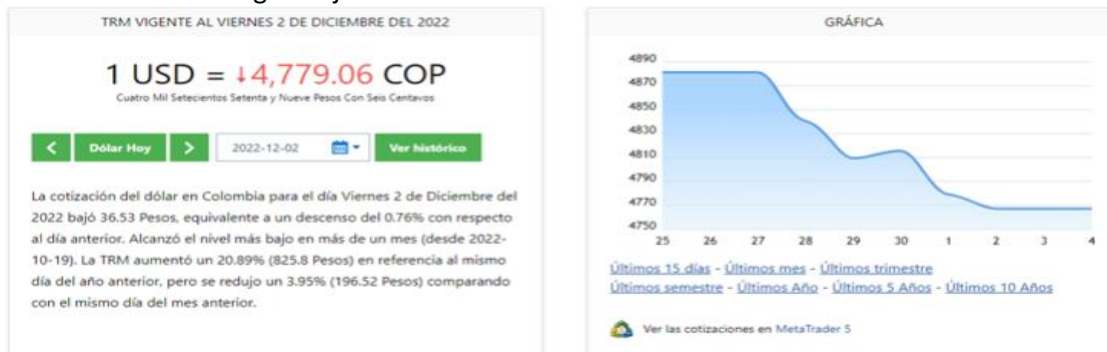 TRM VIGENTE AL VIERNES 2 DE DICIEMBRE DEL 2022
1 USD = ↓4,779.06 COP
Cuatro Mil Setecientos Setenta y Nueve Pesos Con Seis Centavos
< Dólar Hoy > 2022-12-02 Ver histórico
La cotización del dólar en Colombia para el día Viernes 2 de Diciembre del
2022 bajó 36.53 Pesos, equivalente a un descenso del 0.76% con respecto
al día anterior. Alcanzó el nivel más bajo en más de un mes (desde 2022-
10-19). La TRM aumentó un 20.89% (825.8 Pesos) en referencia al mismo
día del año anterior, pero se redujo un 3.95% (196.52 Pesos) comparando
con el mismo día del mes anterior.
GRÁFICA
4890
4870
4850
4830
4810
4790
4770
4750
25 26 27 28 29 30 1 2 3 4
Últimos 15 días - Últimos mes - Últimos trimestre
Últimos semestre - Últimos Año - Últimos 5 Años - Últimos 10 Años
Ver las cotizaciones en MetaTrader 5